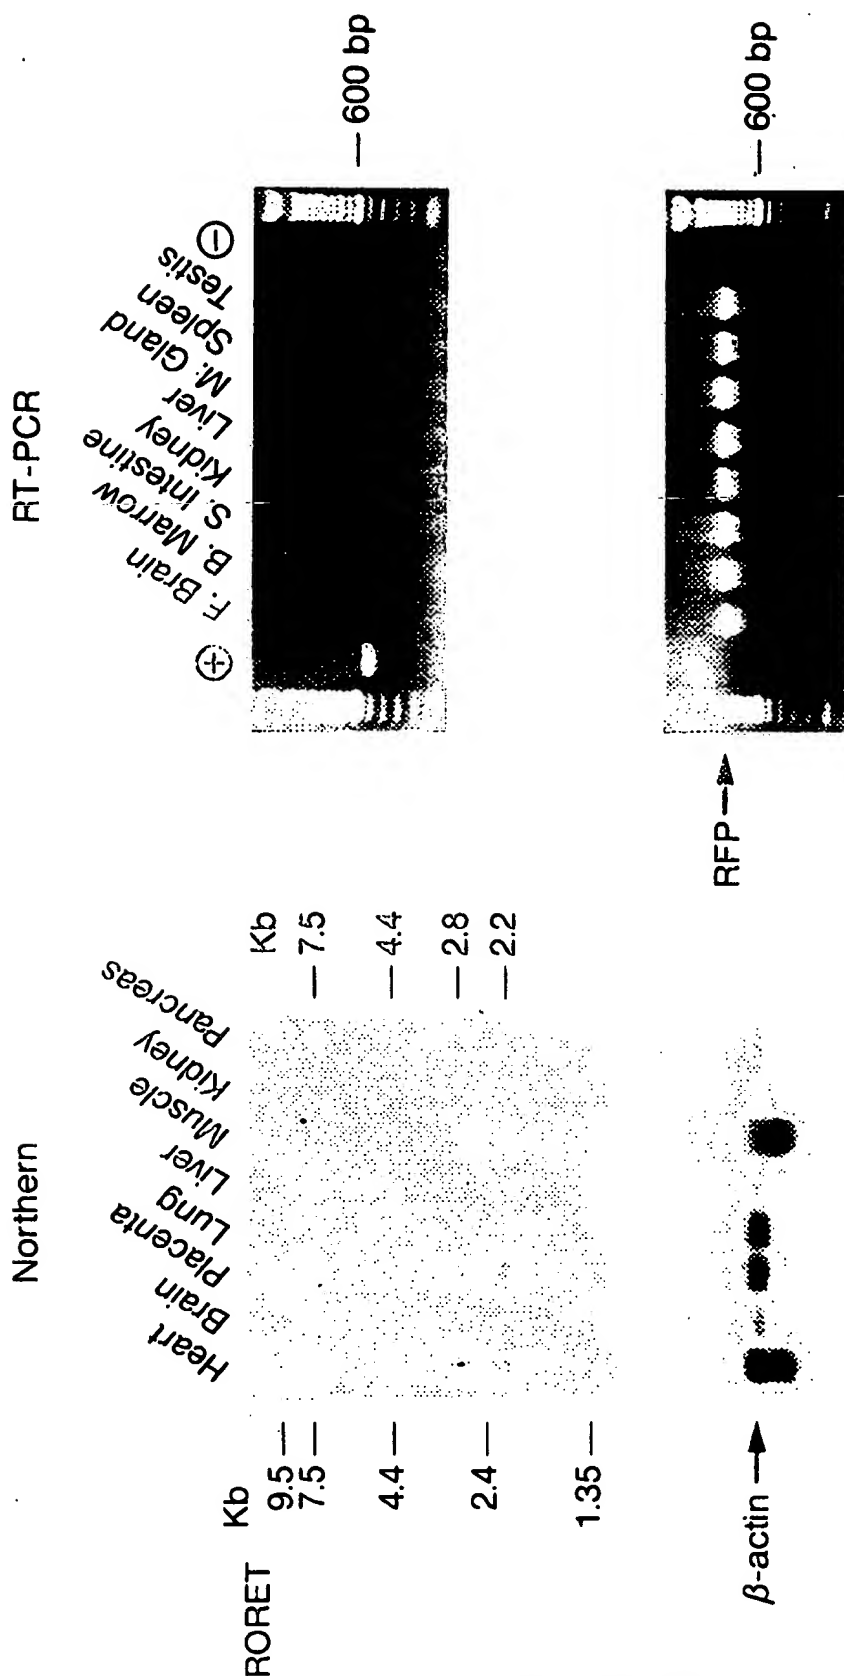 Northern
RT-PCR
Heart
Brain
Placenta
Lung
Liver
Muscle
Kidney
Pancreas
⊕
F. Brain
B. Marrow
S. Intestine
Kidney
Liver
M. Gland
Spleen
Testis
⊖
RORET
Kb
9.5
7.5
4.4
2.4
1.35
Kb
7.5
4.4
2.8
2.2
600 bp
β-actin
RFP
600 bp